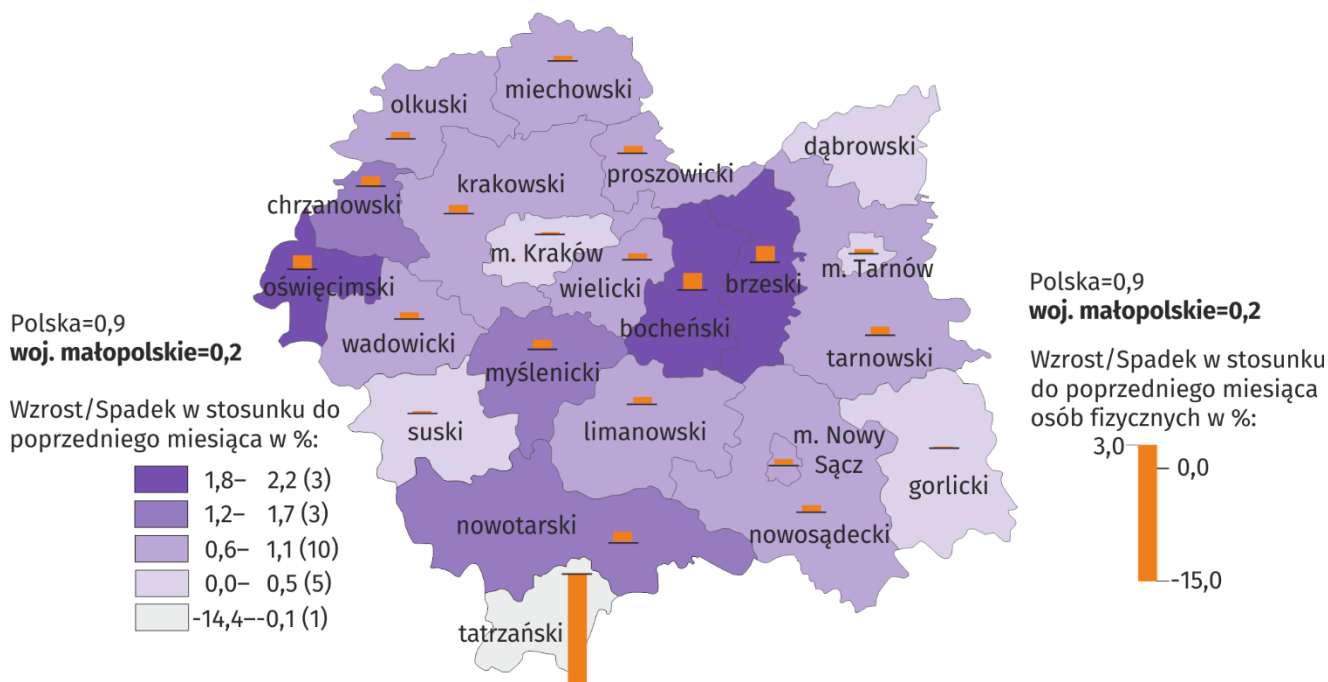 miechowski
olkuski
dąbrowski
proszowicki
krakowski
chrzanowski
m. Kraków
m. Tarnów
oświęcimski
wielicki
brzeski
bocheński
wadowicki
tarnowski
myślenicki
suski
limanowski
m. Nowy
Sącz
gorlicki
nowotarski
nowosądecki
tatrzański
Polska=0,9
woj. małopolskie=0,2
Wzrost/Spadek w stosunku do
poprzedniego miesiąca w %:
1,8– 2,2 (3)
1,2– 1,7 (3)
0,6– 1,1 (10)
0,0– 0,5 (5)
-14,4–-0,1 (1)
Polska=0,9
woj. małopolskie=0,2
Wzrost/Spadek w stosunku
do poprzedniego miesiąca
osób fizycznych w %:
3,0
0,0
-15,0